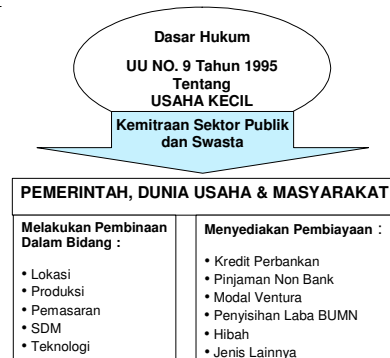 Dasar Hukum
UU NO. 9 Tahun 1995
Tentang
USAHA KECIL
Kemitraan Sektor Publik
dan Swasta
PEMERINTAH, DUNIA USAHA & MASYARAKAT
Melakukan Pembinaan
Dalam Bidang :
• Lokasi
• Produksi
• Pemasaran
• SDM
• Teknologi
Menyediakan Pembiayaan :
• Kredit Perbankan
• Pinjaman Non Bank
• Modal Ventura
• Penyisihan Laba BUMN
• Hibah
• Jenis Lainnya